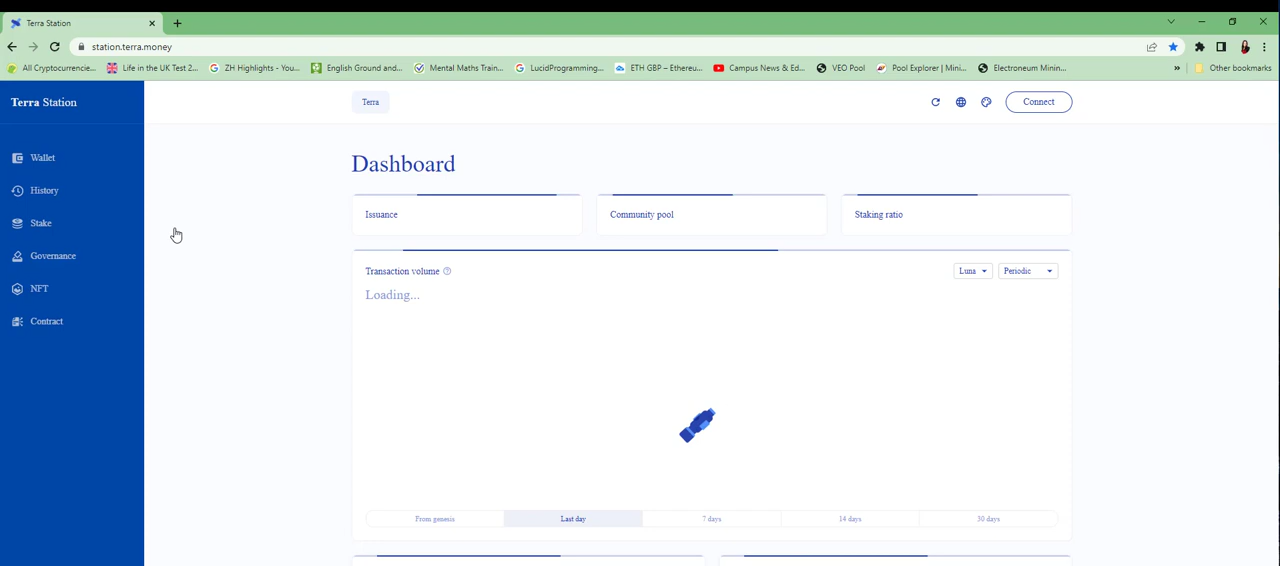 Terra Station
station.terra.money
All Cryptocurrencie...
Life in the UK Test 2...
ZH Highlights - You...
English Ground and...
Mental Maths Train...
LucidProgramming...
ETH GBP – Ethereu...
Campus News & Ed...
VEO Pool
Pool Explorer | Mini...
Electroneum Minin...
»
Other bookmarks
Terra Station
Terra
Connect
Wallet
History
Stake
Governance
NFT
Contract
Dashboard
Issuance
Community pool
Staking ratio
Transaction volume
Luna
Periodic
Loading...
From genesis
Last day
7 days
14 days
30 days